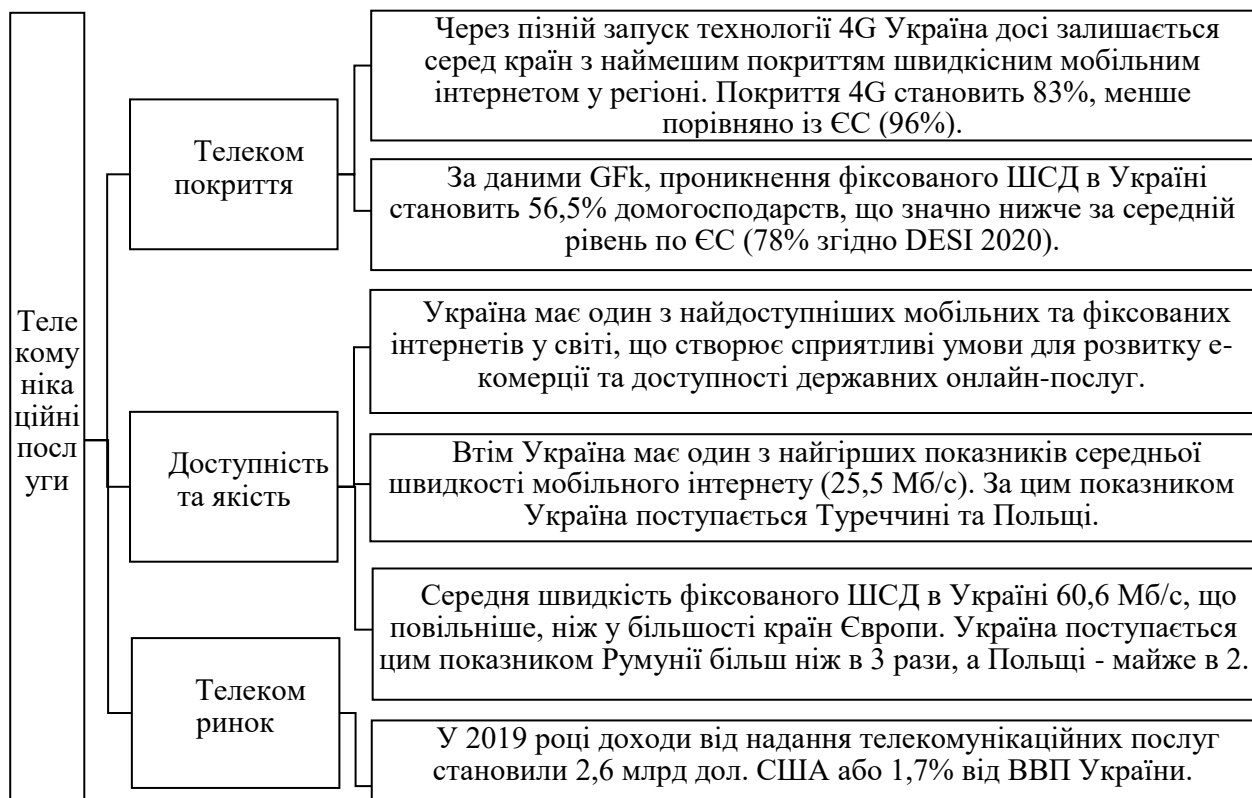 Теле
кому
ніка
ційні
посл
уги
Телеком
покриття
Через пізній запуск технології 4G Україна досі залишається
серед країн з наймешим покриттям швидкісним мобільним
інтернетом у регіоні. Покриття 4G становить 83%, менше
порівняно із ЄС (96%).
За даними GFk, проникнення фіксованого ШСД в Україні
становить 56,5% домогосподарств, що значно нижче за середній
рівень по ЄС (78% згідно DESI 2020).
Доступність
та якість
Україна має один з найдоступніших мобільних та фіксованих
інтернетів у світі, що створює сприятливі умови для розвитку е-
комерції та доступності державних онлайн-послуг.
Втім Україна має один з найгірших показників середньої
швидкості мобільного інтернету (25,5 Мб/с). За цим показником
Україна поступається Туреччині та Польщі.
Середня швидкість фіксованого ШСД в Україні 60,6 Мб/с, що
повільніше, ніж у більшості країн Європи. Україна поступається
цим показником Румунії більш ніж в 3 рази, а Польщі - майже в 2.
Телеком
ринок
У 2019 році доходи від надання телекомунікаційних послуг
становили 2,6 млрд дол. США або 1,7% від ВВП України.